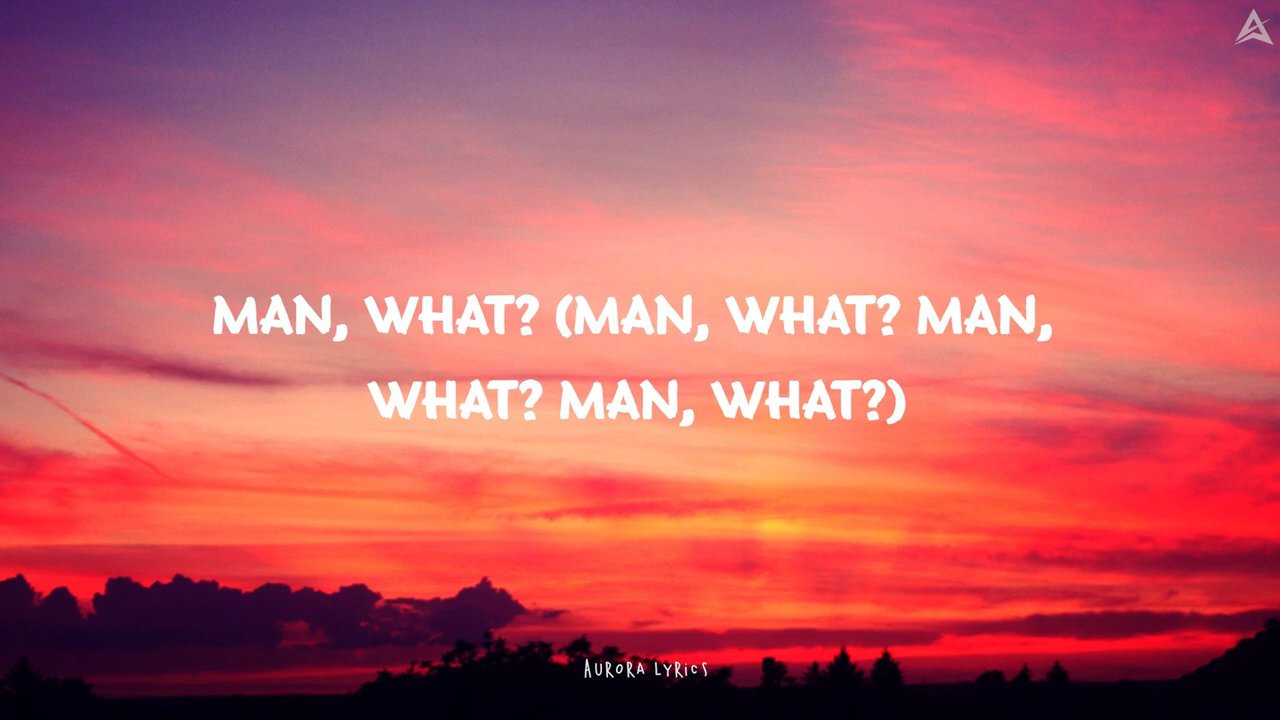 MAN, WHAT? (MAN, WHAT? MAN,
WHAT? MAN, WHAT?)
AURORA LYRICS